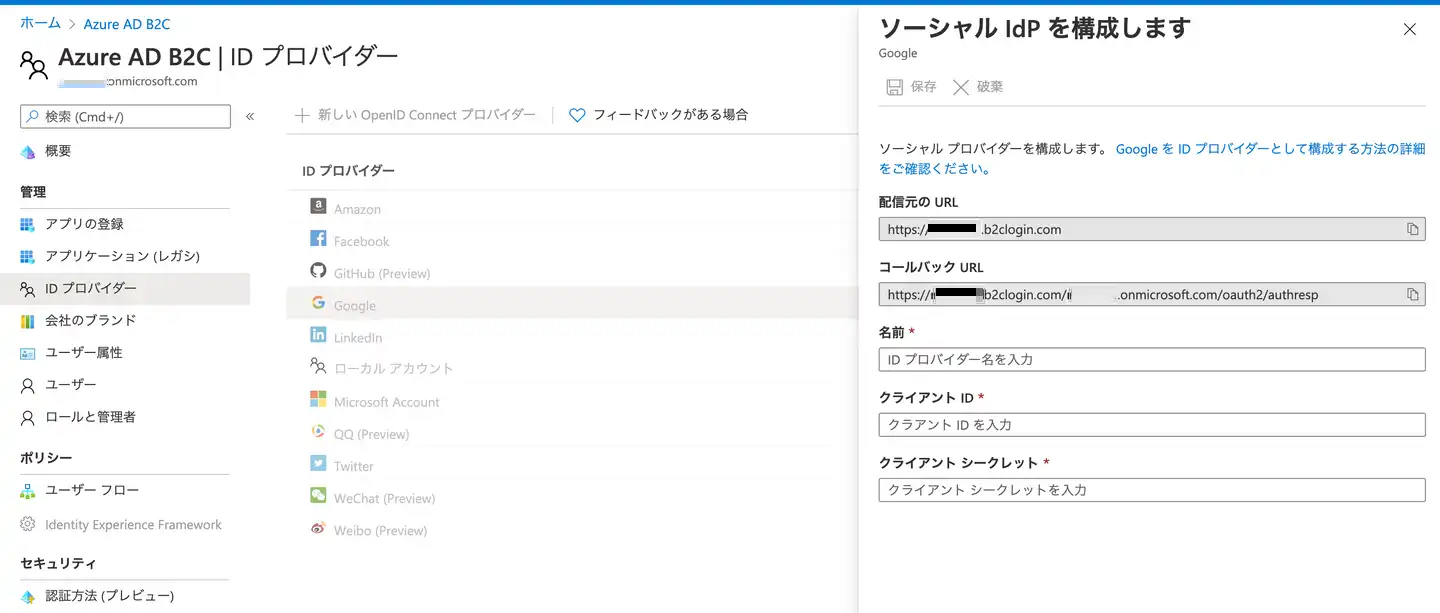 ホーム > Azure AD B2C
Azure AD B2C | ID プロバイダー
onmicrosoft.com
検索 (Cmd+/)
«
概要
管理
アプリの登録
アプリケーション (レガシ)
ID プロバイダー
会社のブランド
ユーザー属性
ユーザー
ロールと管理者
ポリシー
ユーザー フロー
Identity Experience Framework
セキュリティ
認証方法 (プレビュー)
新しい OpenID Connect プロバイダー
フィードバックがある場合
ID プロバイダー
Amazon
Facebook
GitHub (Preview)
Google
LinkedIn
ローカル アカウント
Microsoft Account
QQ (Preview)
Twitter
WeChat (Preview)
Weibo (Preview)
ソーシャル IdP を構成します
Google
保存 破棄
ソーシャル プロバイダーを構成します。 Google を ID プロバイダーとして構成する方法の詳細
をご確認ください。
配信元の URL
https:// .b2clogin.com
コールバック URL
https:// b2clogin.com/ .onmicrosoft.com/oauth2/authresp
名前 *
ID プロバイダー名を入力
クライアント ID *
クラアント ID を入力
クライアント シークレット *
クライアント シークレットを入力